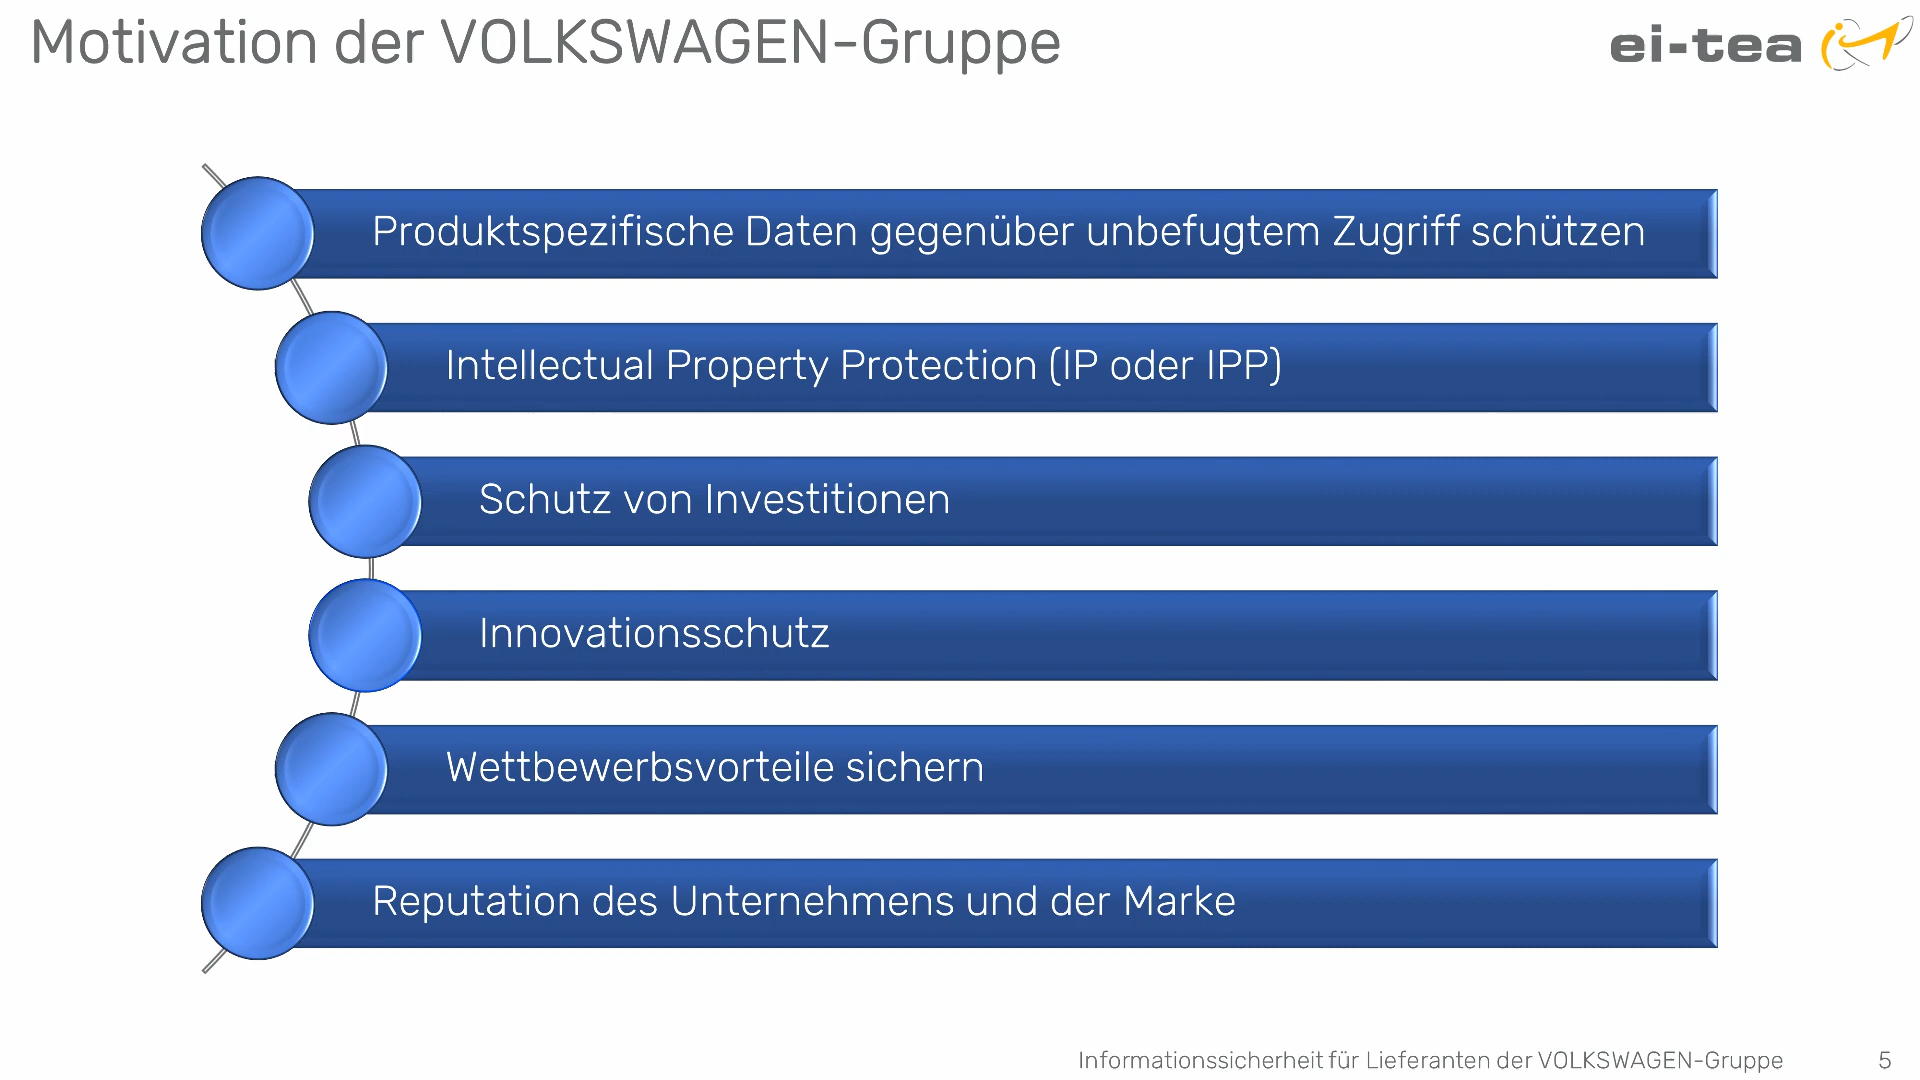 Motivation der VOLKSWAGEN-Gruppe
ei-tea
Produktspezifische Daten gegenüber unbefugtem Zugriff schützen
Intellectual Property Protection (IP oder IPP)
Schutz von Investitionen
Innovationsschutz
Wettbewerbsvorteile sichern
Reputation des Unternehmens und der Marke
Informationssicherheit für Lieferanten der VOLKSWAGEN-Gruppe
5